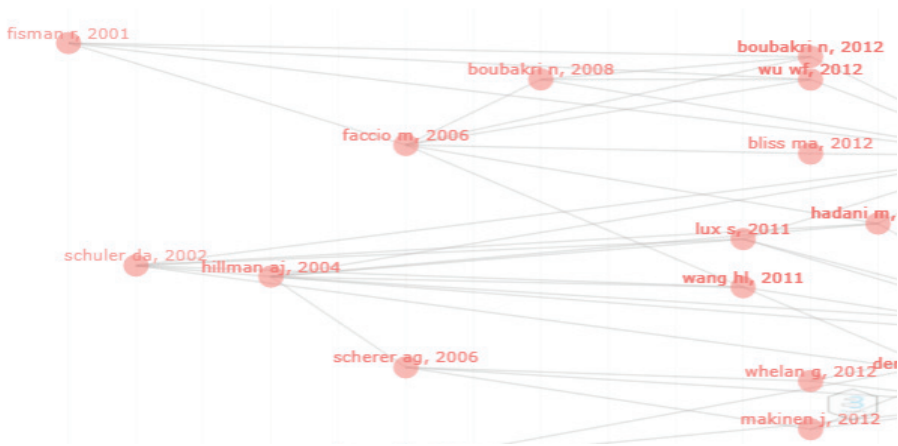 fisman r, 2001
boubakri n, 2012
boubakri n, 2008
wu wf, 2012
faccio m, 2006
bliss ma, 2012
hadani m,
lux s, 2011
schuler da, 2002
hillman aj, 2004
wang hl, 2011
scherer ag, 2006
whelan g, 2012
der
makinen j, 2012